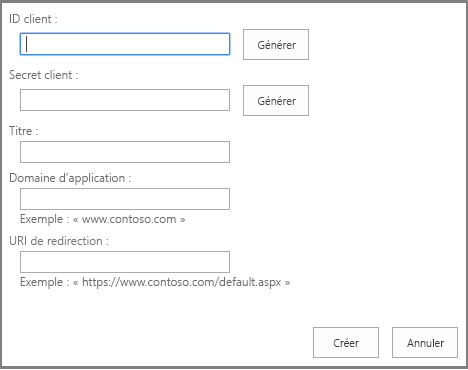 ID client :
Générer
Secret client :
Générer
Titre :
Domaine d’application :
Exemple : « www.contoso.com »
URI de redirection :
Exemple : « https://www.contoso.com/default.aspx »
Créer Annuler